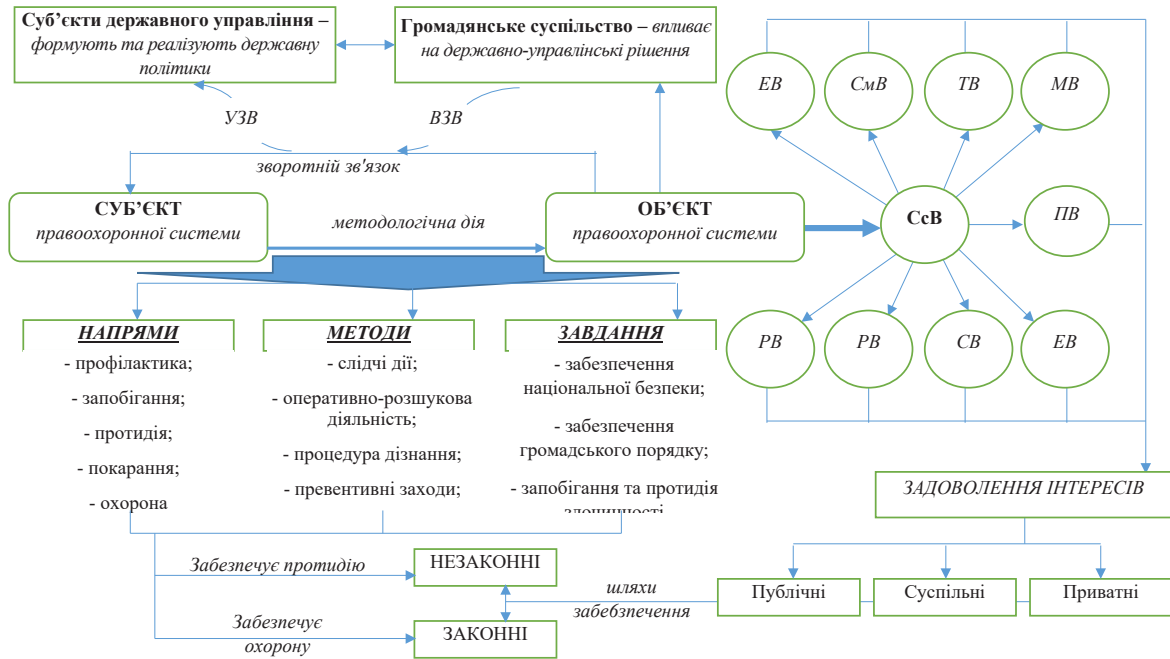 Суб’єкти державного управління –
формують та реалізують державну
політики
Громадянське суспільство – впливає
на державно-управлінські рішення
УЗВ
ВЗВ
зворотній зв'язок
СУБ’ЄКТ
правоохоронної системи
методологічна дія
ОБ’ЄКТ
правоохоронної системи
ЕВ
СмВ
ТВ
МВ
СсВ
ПВ
РВ
РВ
СВ
ЕВ
НАПРЯМИ
- профілактика;
- запобігання;
- протидія;
- покарання;
- охорона
МЕТОДИ
- слідчі дії;
- оперативно-розшукова
діяльність;
- процедура дізнання;
- превентивні заходи;
ЗАВДАННЯ
- забезпечення
національної безпеки;
- забезпечення
громадського порядку;
- запобігання та протидія
злочинності
ЗАДОВОЛЕННЯ ІНТЕРЕСІВ
Публічні
Суспільні
Приватні
шляхи
забебзпечення
Забезпечує протидію
НЕЗАКОННІ
Забезпечує
охорону
ЗАКОННІ